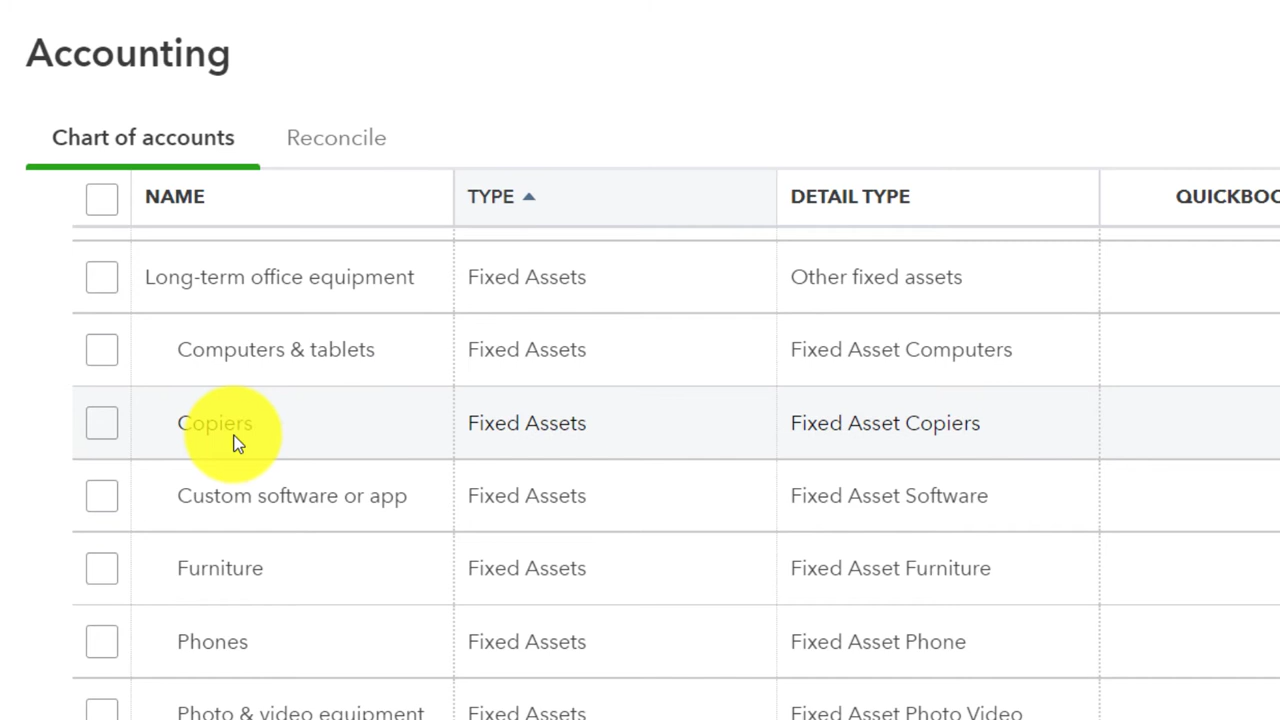 Accounting
Chart of accounts Reconcile
NAME TYPE DETAIL TYPE QUICKBOO
Long-term office equipment Fixed Assets Other fixed assets
Computers & tablets Fixed Assets Fixed Asset Computers
Copiers Fixed Assets Fixed Asset Copiers
Custom software or app Fixed Assets Fixed Asset Software
Furniture Fixed Assets Fixed Asset Furniture
Phones Fixed Assets Fixed Asset Phone
Photo & video equipment Fixed Assets Fixed Asset Photo Video